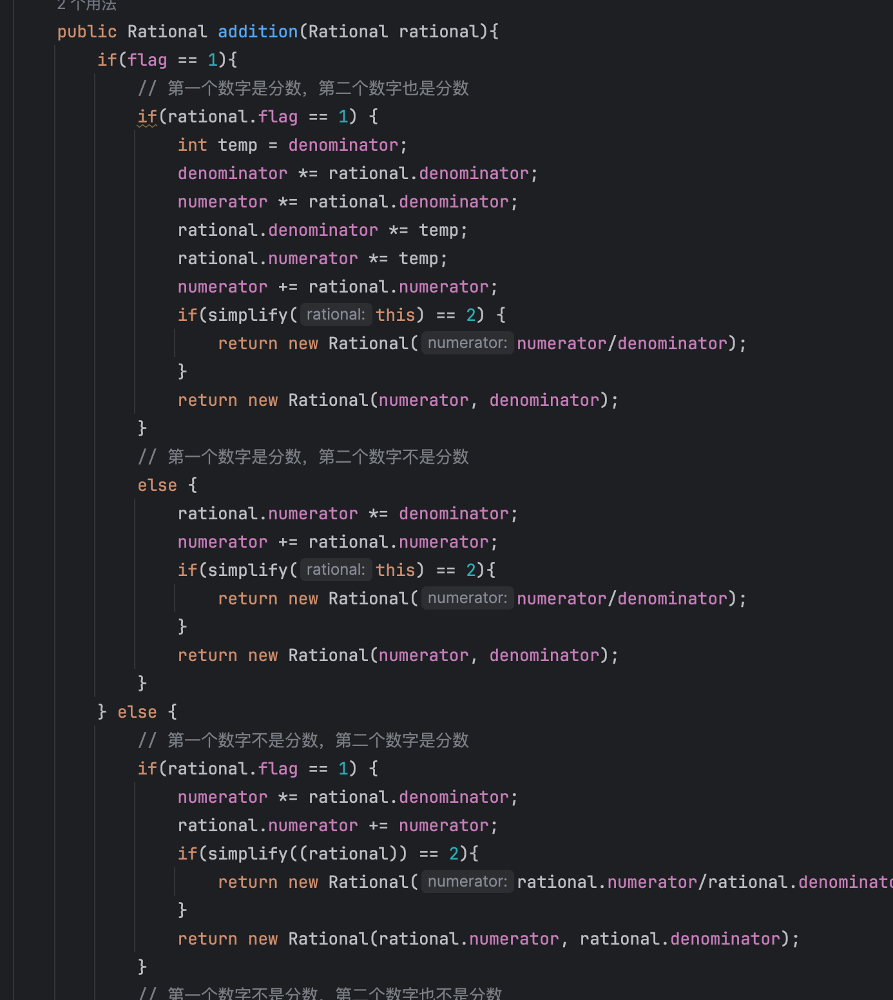 2 个用法
public Rational addition(Rational rational){
if(flag == 1){
// 第一个数字是分数，第二个数字也是分数
if(rational.flag == 1) {
int temp = denominator;
denominator *= rational.denominator;
numerator *= rational.denominator;
rational.denominator *= temp;
rational.numerator *= temp;
numerator += rational.numerator;
if(simplify( rational: this) == 2) {
return new Rational( numerator: numerator/denominator);
}
return new Rational(numerator, denominator);
}
// 第一个数字是分数，第二个数字不是分数
else {
rational.numerator *= denominator;
numerator += rational.numerator;
if(simplify( rational: this) == 2){
return new Rational( numerator: numerator/denominator);
}
return new Rational(numerator, denominator);
}
} else {
// 第一个数字不是分数，第二个数字是分数
if(rational.flag == 1) {
numerator *= rational.denominator;
rational.numerator += numerator;
if(simplify((rational)) == 2){
return new Rational( numerator: rational.numerator/rational.denominato
}
return new Rational(rational.numerator, rational.denominator);
}
// 第一个数字不是分数，第二个数字也不是分数